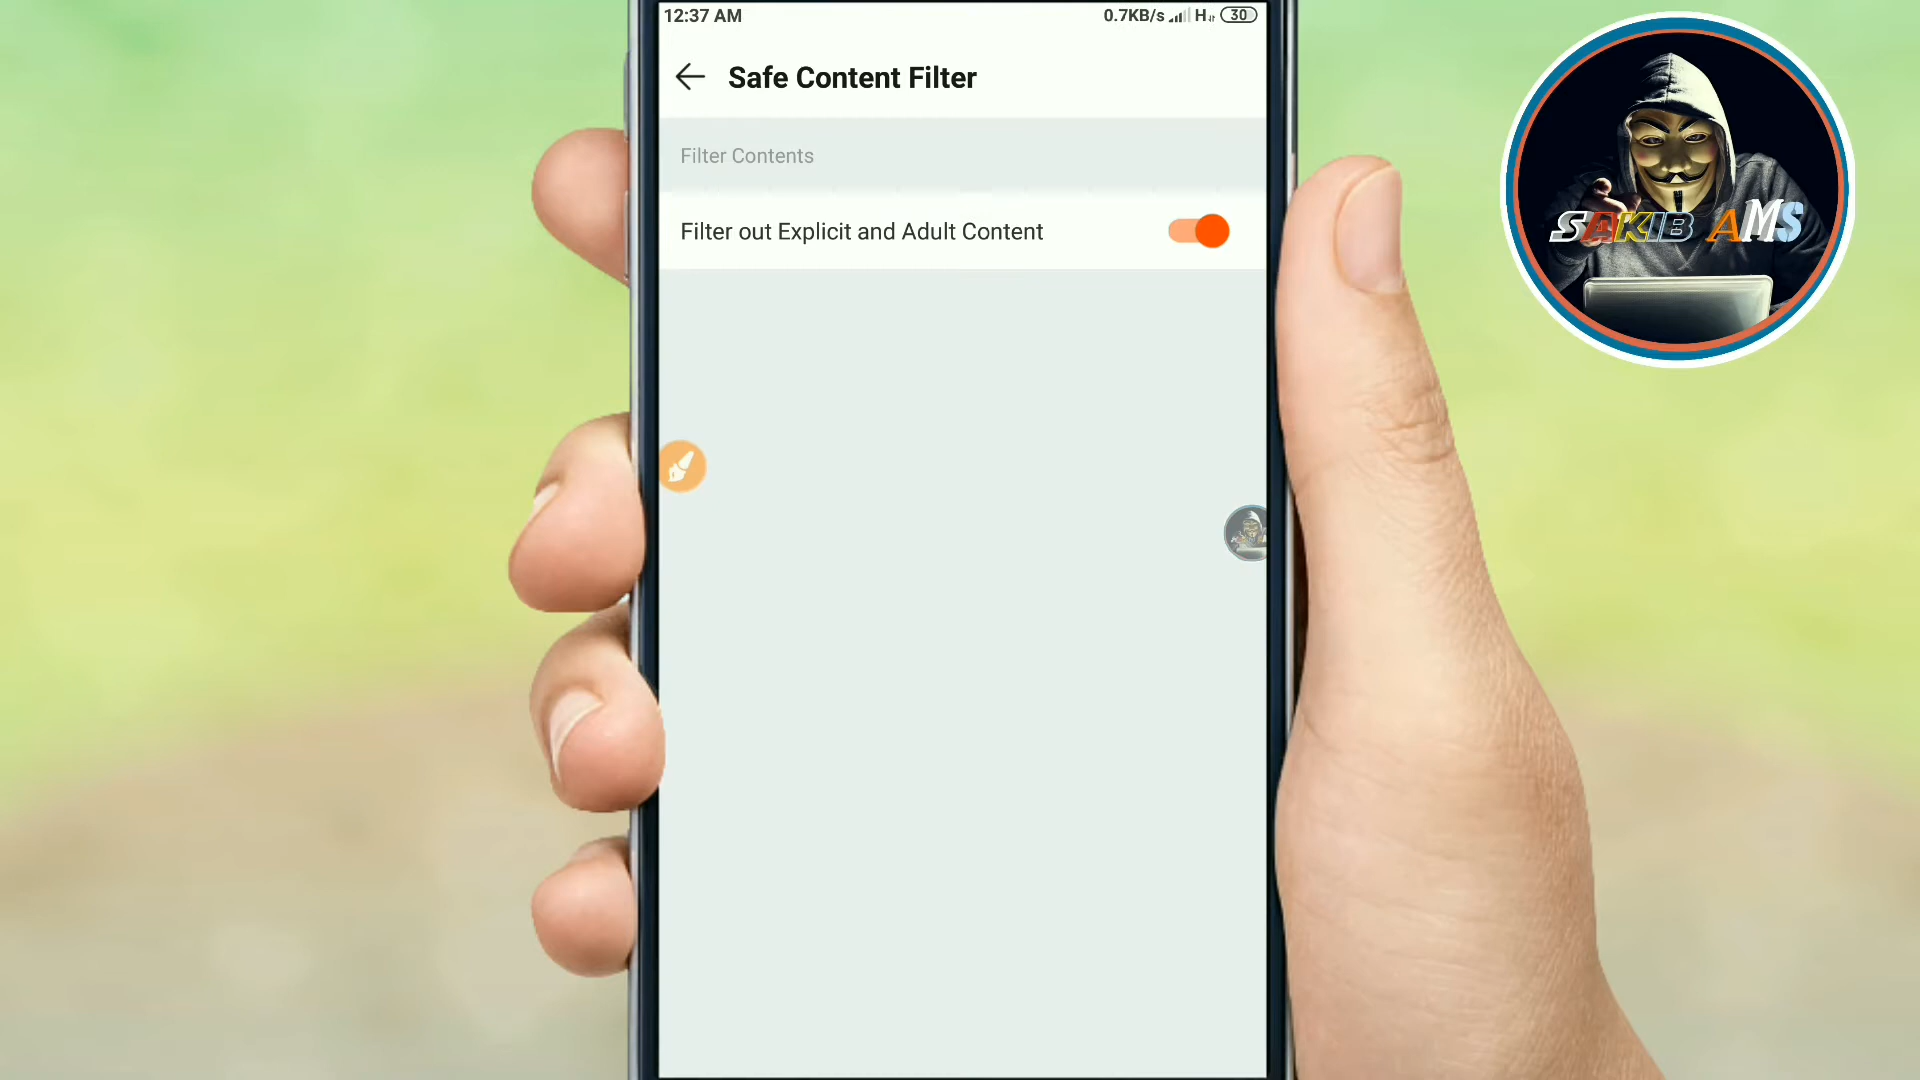 12:37 AM 0.7KB/s H 30
Safe Content Filter
Filter Contents
Filter out Explicit and Adult Content
SAKIB AMS